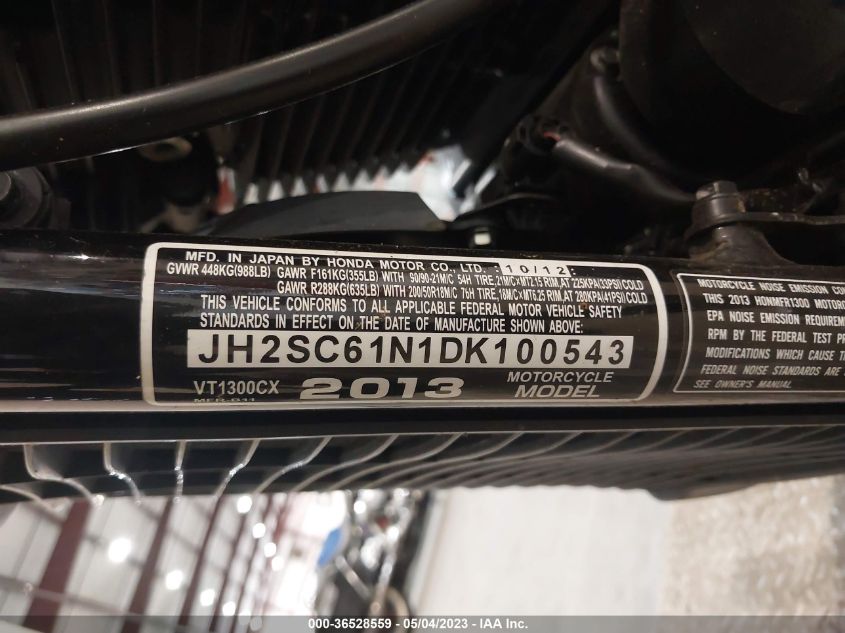 MFD. IN JAPAN BY HONDA MOTOR CO., LTD. 10/12
GVWR 448KG(988LB) GAWR F161KG(355LB) WITH 90/90-21M/C 54H TIRE, 21M/C×MT2.15 RIM, AT 225KPA(33PSI)COLD
GAWR R288KG(635LB) WITH 200/50R18M/C 76H TIRE, 18M/C×MT6.25 RIM, AT 280KPA(41PSI)COLD
THIS VEHICLE CONFORMS TO ALL APPLICABLE FEDERAL MOTOR VEHICLE SAFETY
STANDARDS IN EFFECT ON THE DATE OF MANUFACTURE SHOWN ABOVE:
JH2SC61N1DK100543
VT1300CX 2013 MOTORCYCLE
MODEL
MFR-B11
MOTORCYCLE NOISE EMISSION
THIS 2013 HONMFR1300
EPA NOISE EMISSION
RPM BY THE FEDERAL TEST
MODIFICATIONS WHICH CAUSE
FEDERAL NOISE STANDARDS ARE
SEE OWNER'S MANUAL.
000-36528559 - 05/04/2023 - IAA Inc.